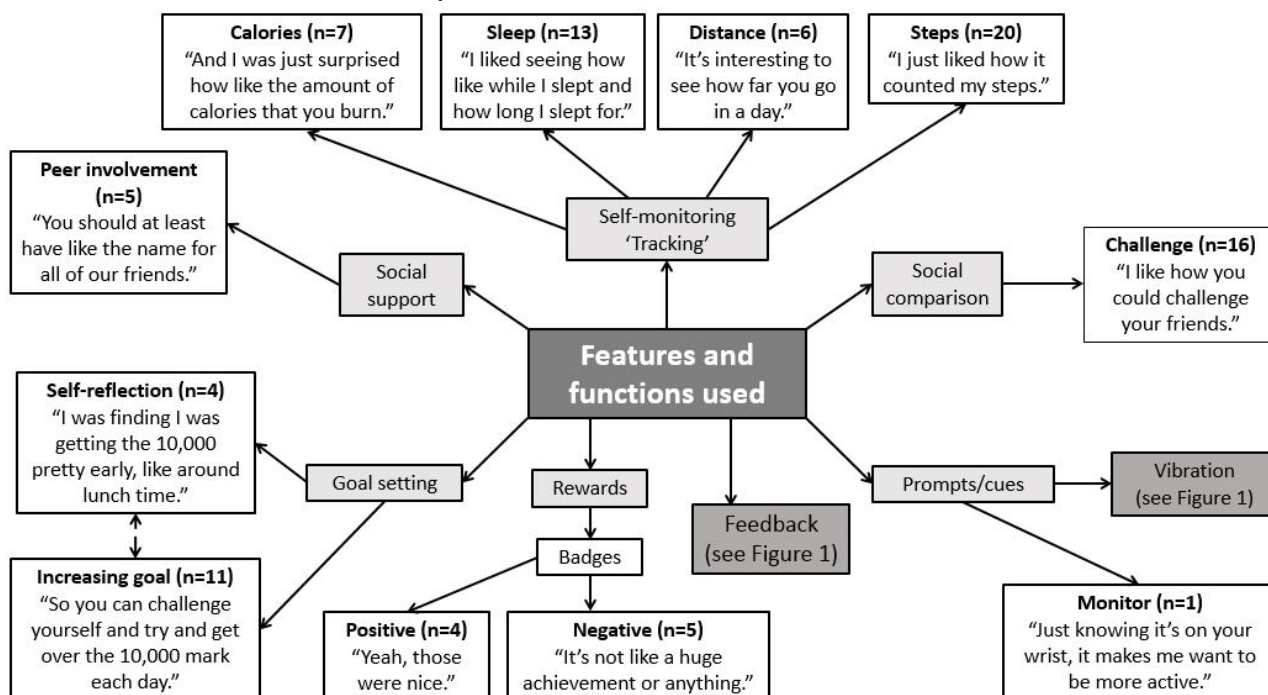 Calories (n=7)
“And I was just surprised
how like the amount of
calories that you burn.”
Sleep (n=13)
“I liked seeing how
like while I slept and
how long I slept for.”
Distance (n=6)
“It’s interesting to
see how far you go
in a day.”
Steps (n=20)
“I just liked how it
counted my steps.”
Peer involvement
(n=5)
“You should at least
have like the name for
all of our friends.”
Self-monitoring
‘Tracking’
Social
support
Social
comparison
Challenge (n=16)
“I like how you
could challenge
your friends.”
Features and
functions used
Self-reflection (n=4)
“I was finding I was
getting the 10,000
pretty early, like around
lunch time.”
Goal setting
Rewards
Feedback
(see Figure 1)
Prompts/cues
Vibration
(see Figure 1)
Badges
Increasing goal (n=11)
“So you can challenge
yourself and try and get
over the 10,000 mark
each day.”
Positive (n=4)
“Yeah, those
were nice.”
Negative (n=5)
“It’s not like a huge
achievement or anything.”
Monitor (n=1)
“Just knowing it’s on your
wrist, it makes me want to
be more active.”